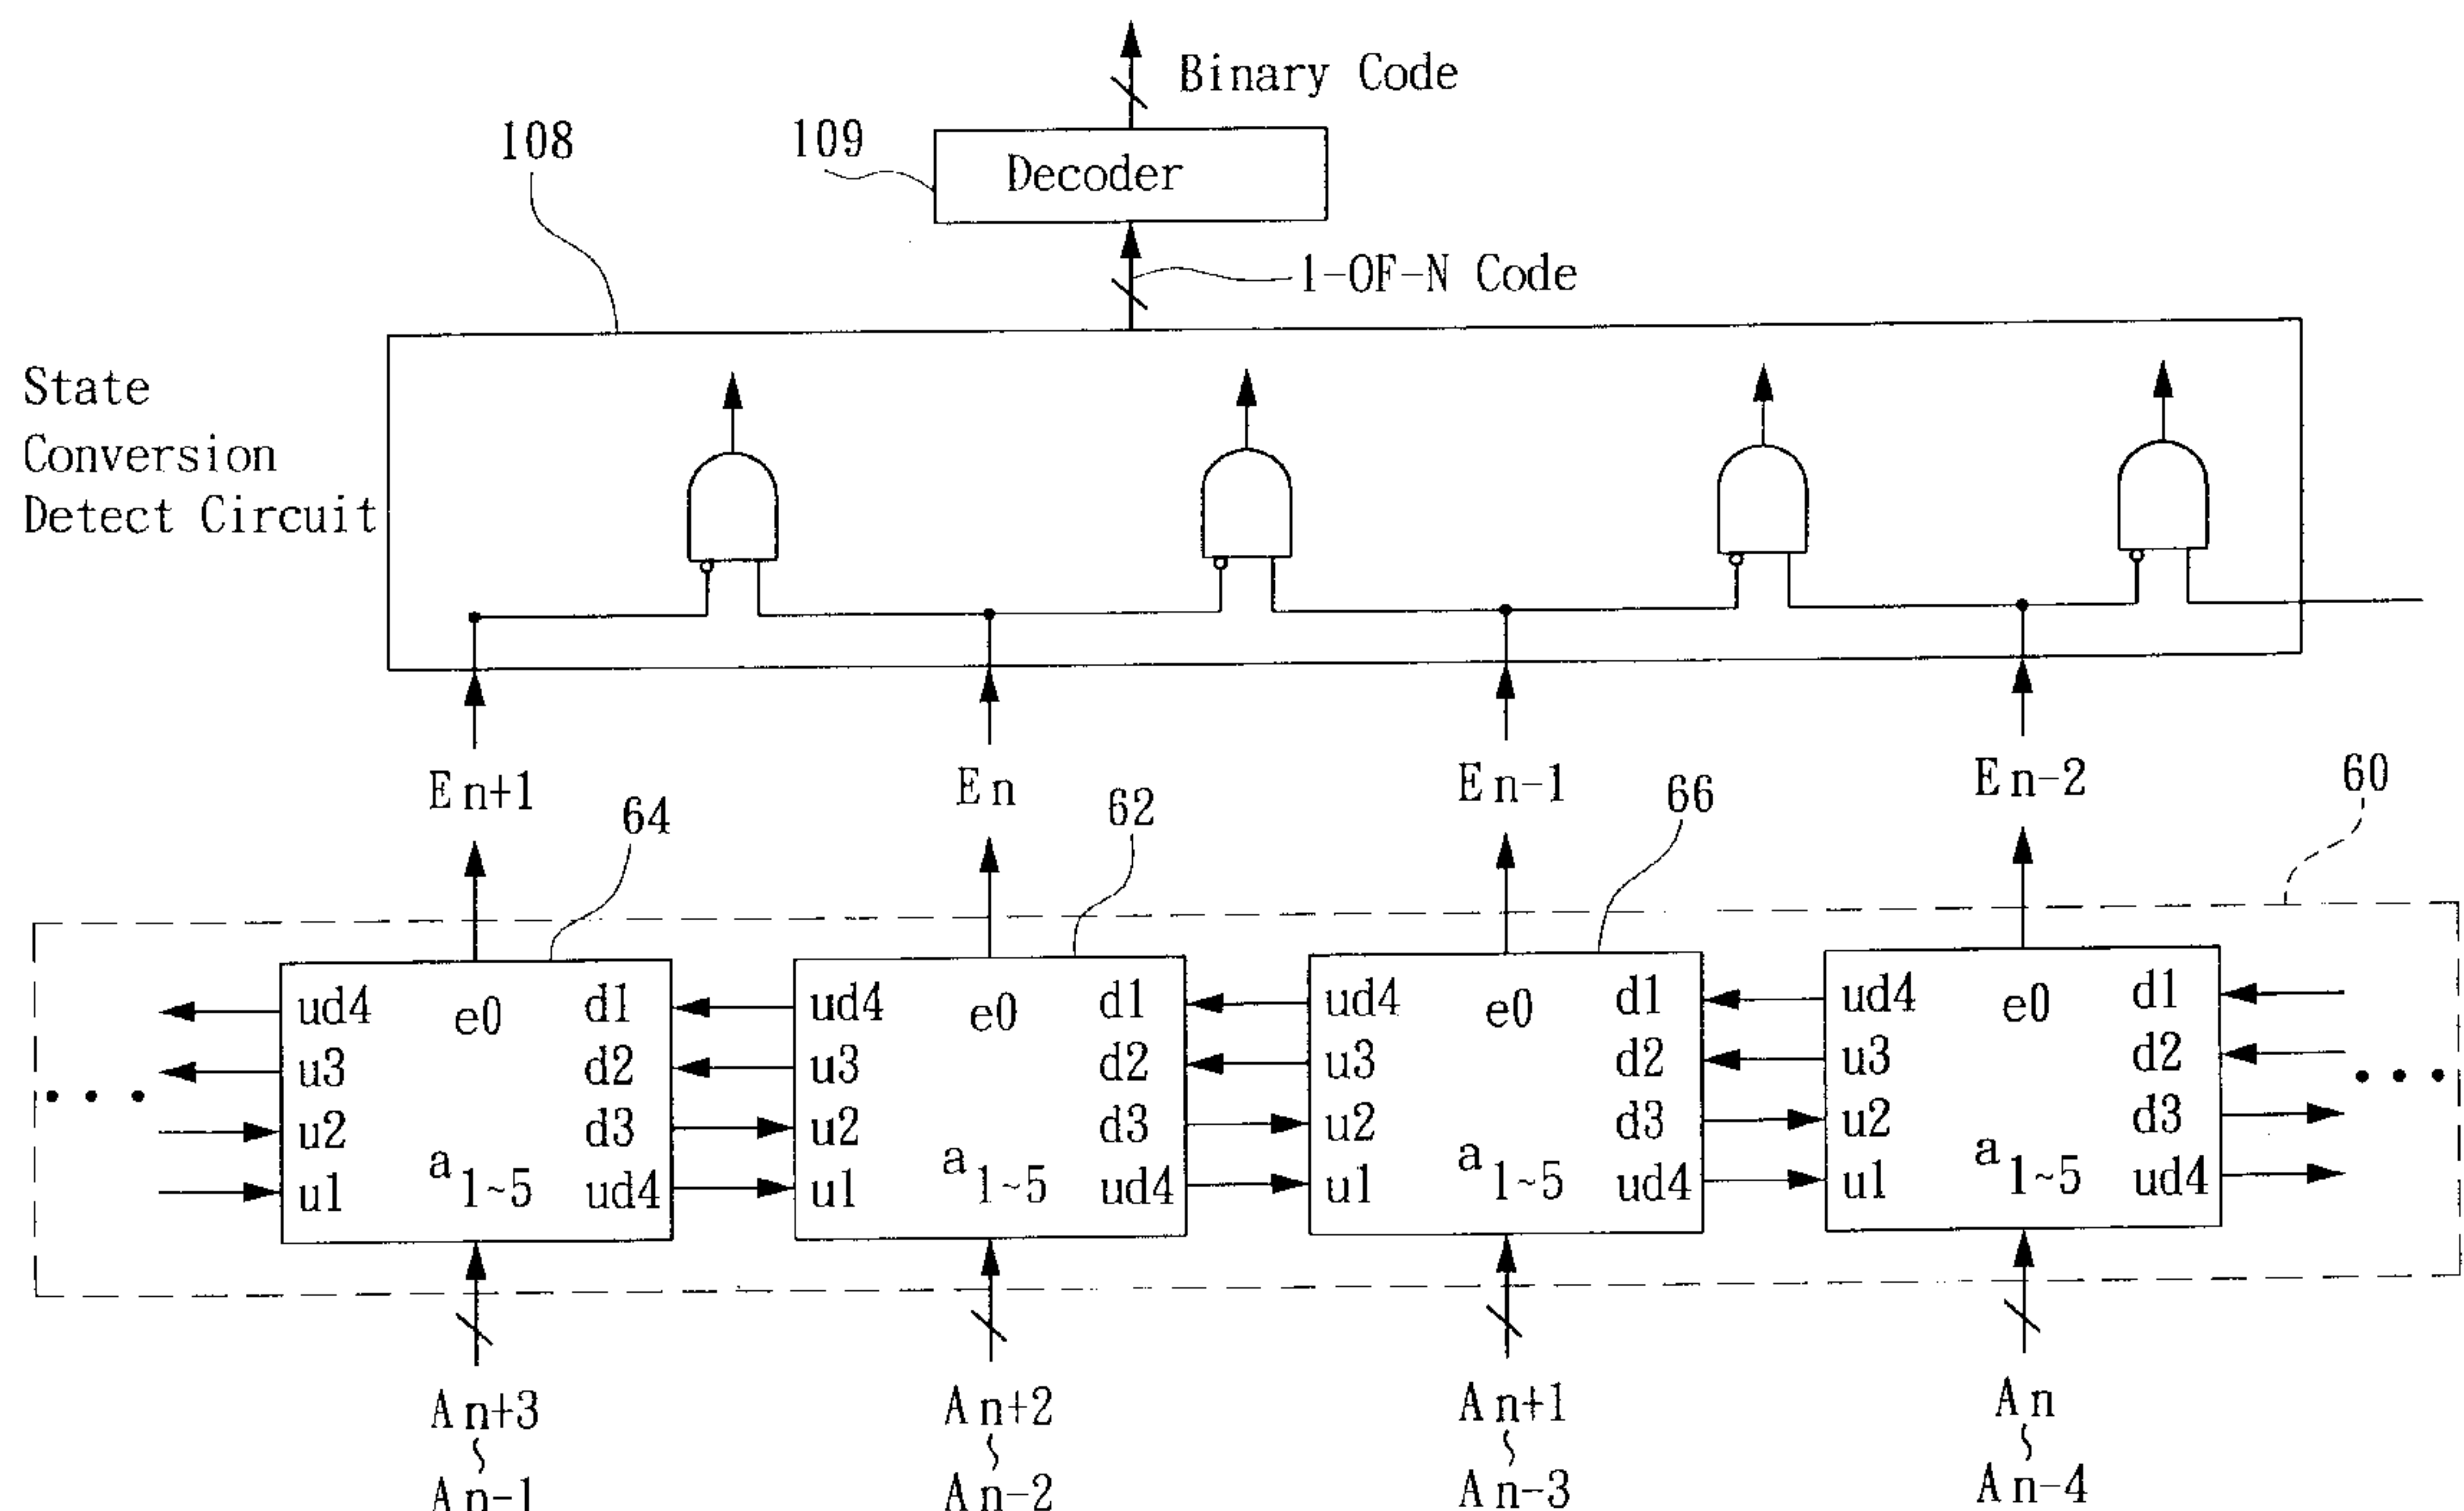 Binary Code
108
109
Decoder
1-OF-N Code
State
Conversion
Detect Circuit
En+1
En
En-1
En-2
64
62
66
60
ud4 e0 d1
u3 d2
u2 d3
u1 a1~5 ud4
ud4 e0 d1
u3 d2
u2 d3
u1 a1~5 ud4
ud4 e0 d1
u3 d2
u2 d3
u1 a1~5 ud4
ud4 e0 d1
u3 d2
u2 d3
u1 a1~5 ud4
An+3
~
An-1
An+2
~
An-2
An+1
~
An-3
An
~
An-4